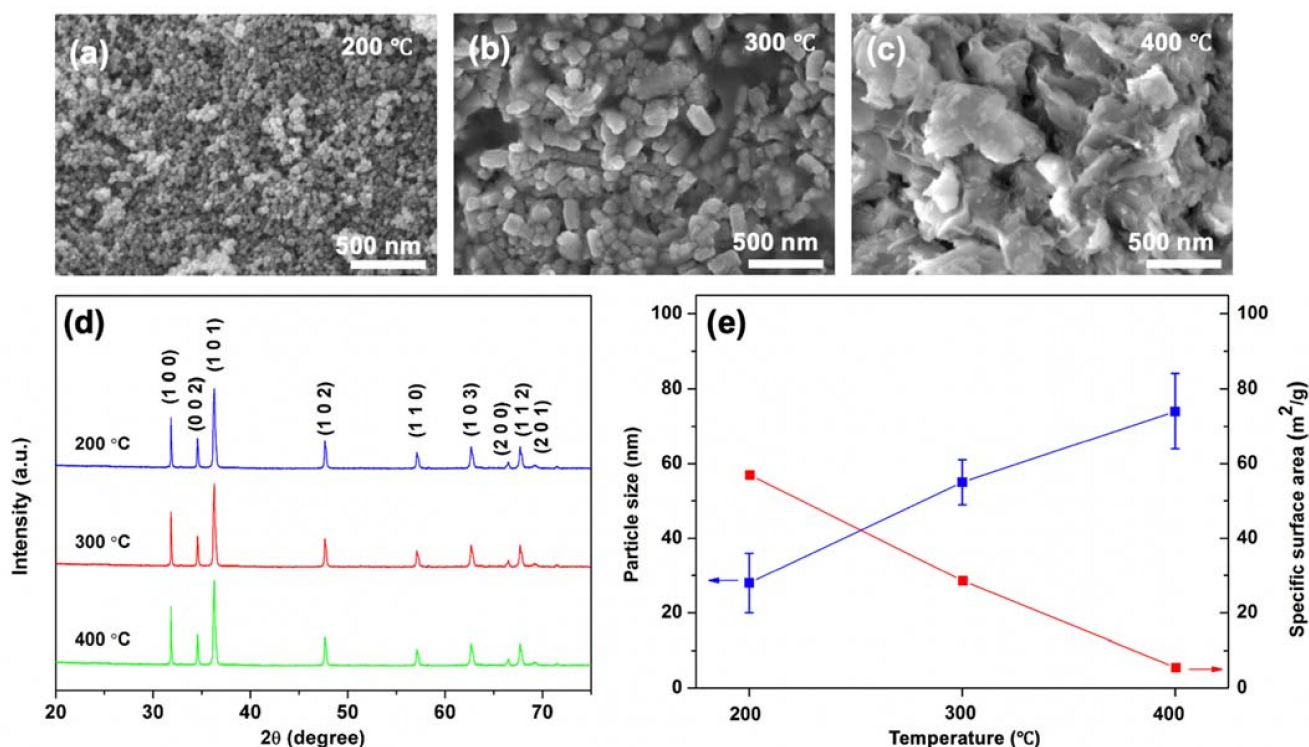 (a)
200 ℃
500 nm
(b)
300 ℃
500 nm
(c)
400 ℃
500 nm
(d)
(1 0 0)
(0 0 2)
(1 0 1)
(1 0 2)
(1 1 0)
(1 0 3)
(2 0 0)
(1 1 2)
(2 0 1)
200 °C
300 °C
400 °C
Intensity (a.u.)
20 30 40 50 60 70
2θ (degree)
(e)
Particle size (nm)
100
80
60
40
20
0
200 300 400
Temperature (℃)
100
80
60
40
20
0
Specific surface area (m²/g)